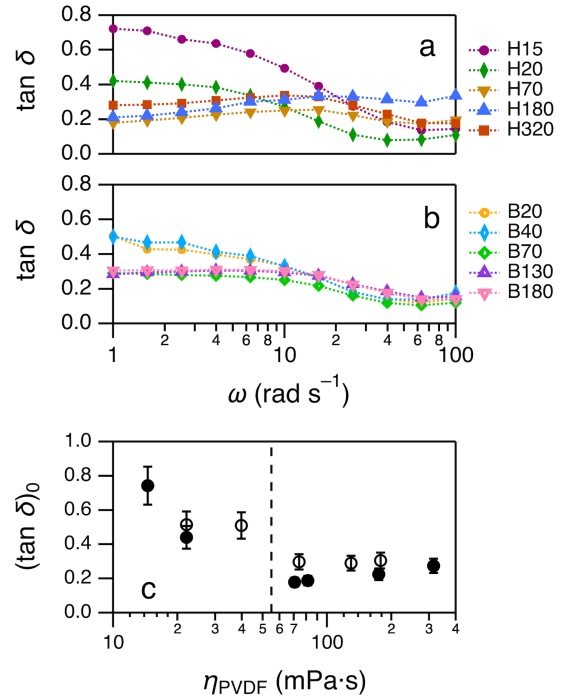 0.8
0.6
0.4
0.2
0.0
tan δ
a
H15
H20
H70
H180
H320
0.8
0.6
0.4
0.2
0.0
tan δ
b
B20
B40
B70
B130
B180
1 2 4 6 8 10 2 4 6 8 100
ω (rad s⁻¹)
1.0
0.8
0.6
0.4
0.2
0.0
(tan δ)₀
c
10 2 3 4 5 6 7 100 2 3 4
ηPVDF (mPa·s)